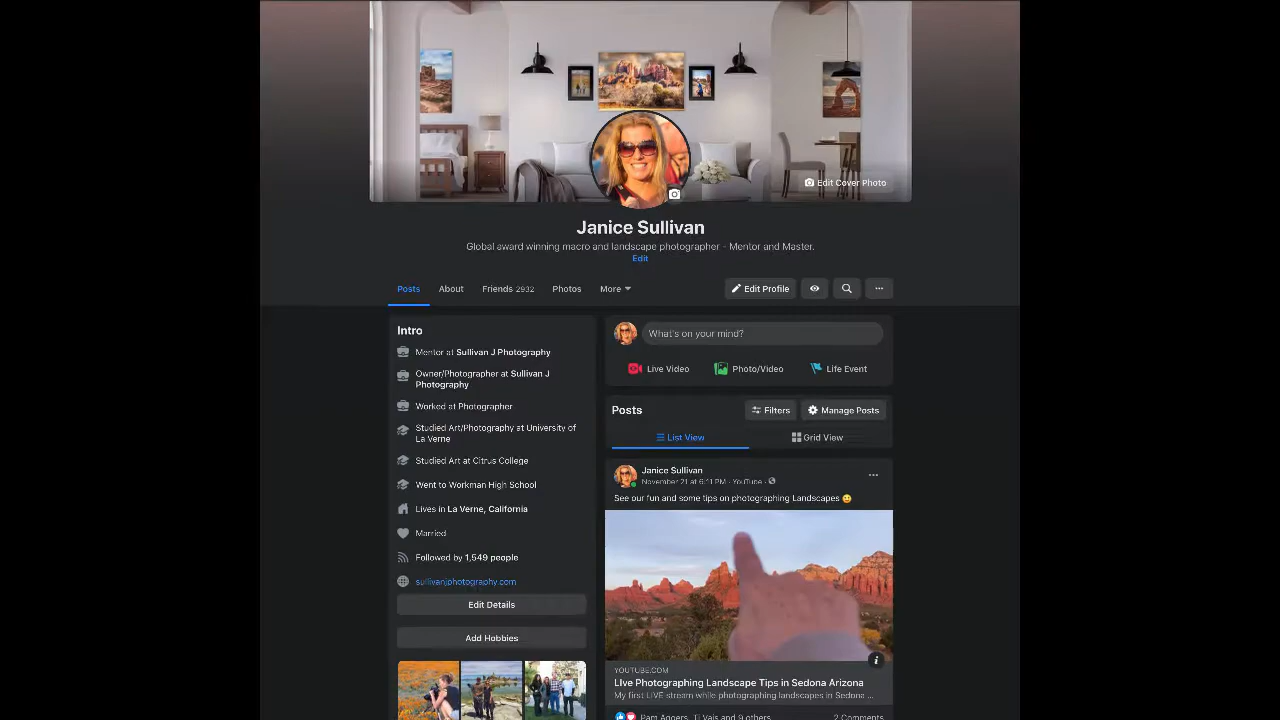 Edit Cover Photo
Janice Sullivan
Global award winning macro and landscape photographer - Mentor and Master.
Edit
Posts About Friends 2932 Photos More Edit Profile ...
Intro
Mentor at Sullivan J Photography
Owner/Photographer at Sullivan J
Photography
Worked at Photographer
Studied Art/Photography at University of
La Verne
Studied Art at Citrus College
Went to Workman High School
Lives in La Verne, California
Married
Followed by 1,549 people
sullivanjphotography.com
Edit Details
Add Hobbies
What's on your mind?
Live Video Photo/Video Life Event
Posts Filters Manage Posts
List View Grid View
Janice Sullivan ...
November 21 at 6:11 PM · YouTube ·
See our fun and some tips on photographing Landscapes 😃
YOUTUBE.COM
LIve Photographing Landscape Tips in Sedona Arizona
My first LIVE stream while photographing landscapes in Sedona ...
and 9 others 2 Comments